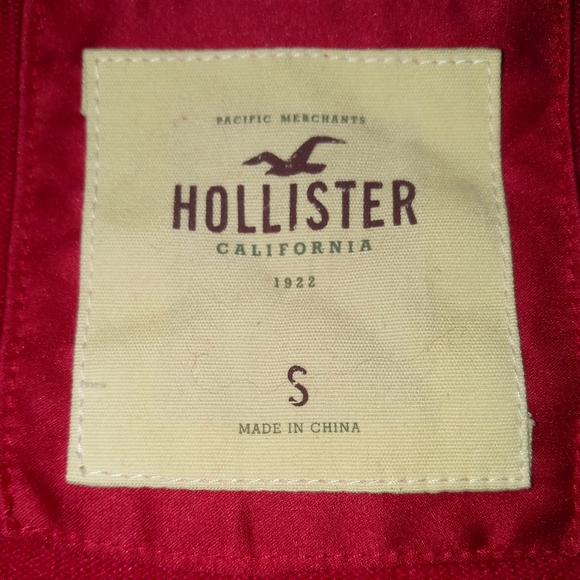 PACIFIC MERCHANTS
HOLLISTER
CALIFORNIA
1922
S
MADE IN CHINA